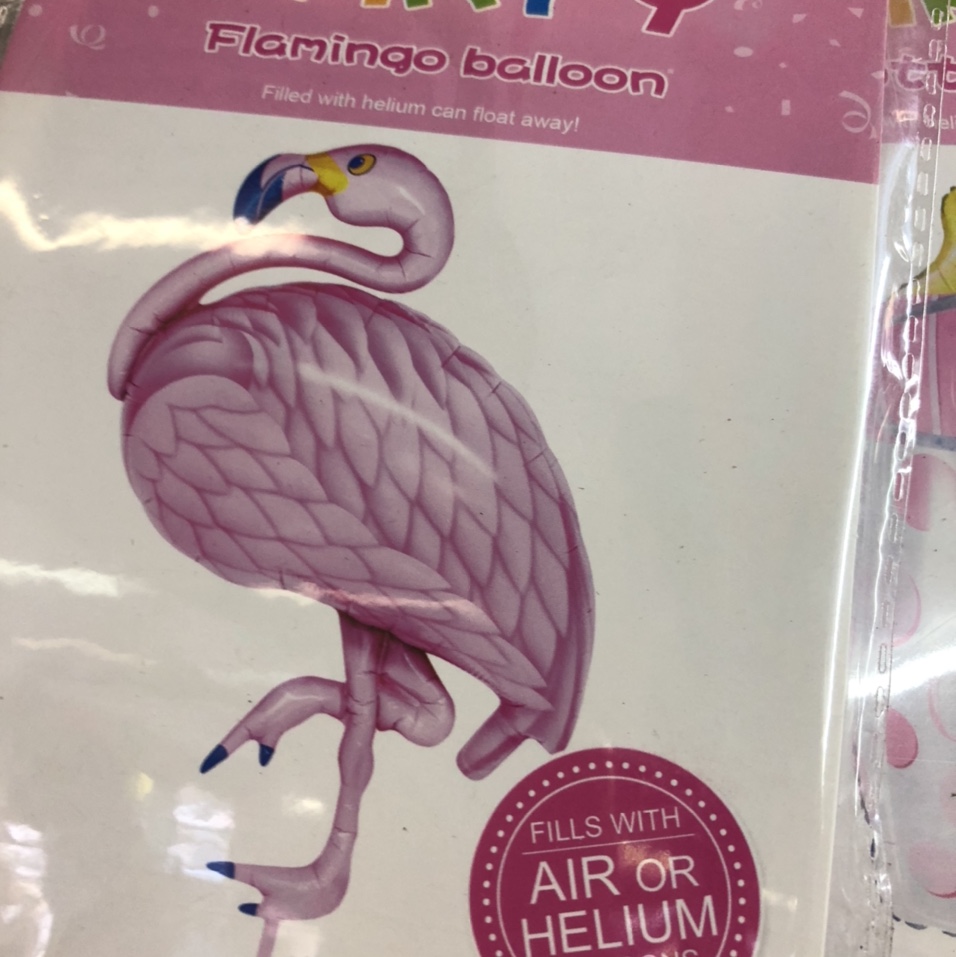 Flamingo balloon
Filled with helium can float away!
FILLS WITH
AIR OR
HELIUM